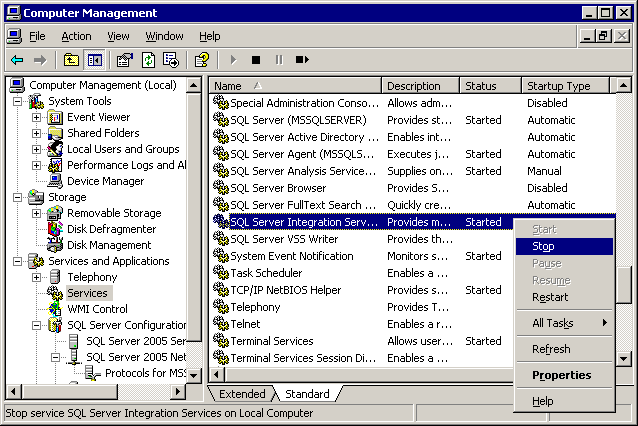 Computer Management
File Action View Window Help
Computer Management (Local)
System Tools
Event Viewer
Shared Folders
Local Users and Groups
Performance Logs and Al
Device Manager
Storage
Removable Storage
Disk Defragmenter
Disk Management
Services and Applications
Telephony
Services
WMI Control
SQL Server Configuration
SQL Server 2005 Serv
SQL Server 2005 Net
Protocols for MSS
Name Description Status Startup Type
Special Administration Conso... Allows adm... Disabled
SQL Server (MSSQLSERVER) Provides st... Started Automatic
SQL Server Active Directory ... Enables int... Automatic
SQL Server Agent (MSSQLS... Executes j... Started Automatic
SQL Server Analysis Service... Supplies on... Started Manual
SQL Server Browser Provides S... Disabled
SQL Server FullText Search ... Quickly cre... Automatic
SQL Server Integration Serv... Provides m... Started
SQL Server VSS Writer Provides th...
System Event Notification Monitors s... Started
Task Scheduler Enables a ...
TCP/IP NetBIOS Helper Provides s... Started
Telephony Provides T...
Telnet Enables a r...
Terminal Services Allows user... Started
Terminal Services Session Di... Enables a ...
Start
Stop
Pause
Resume
Restart
All Tasks
Refresh
Properties
Help
Extended Standard
Stop service SQL Server Integration Services on Local Computer